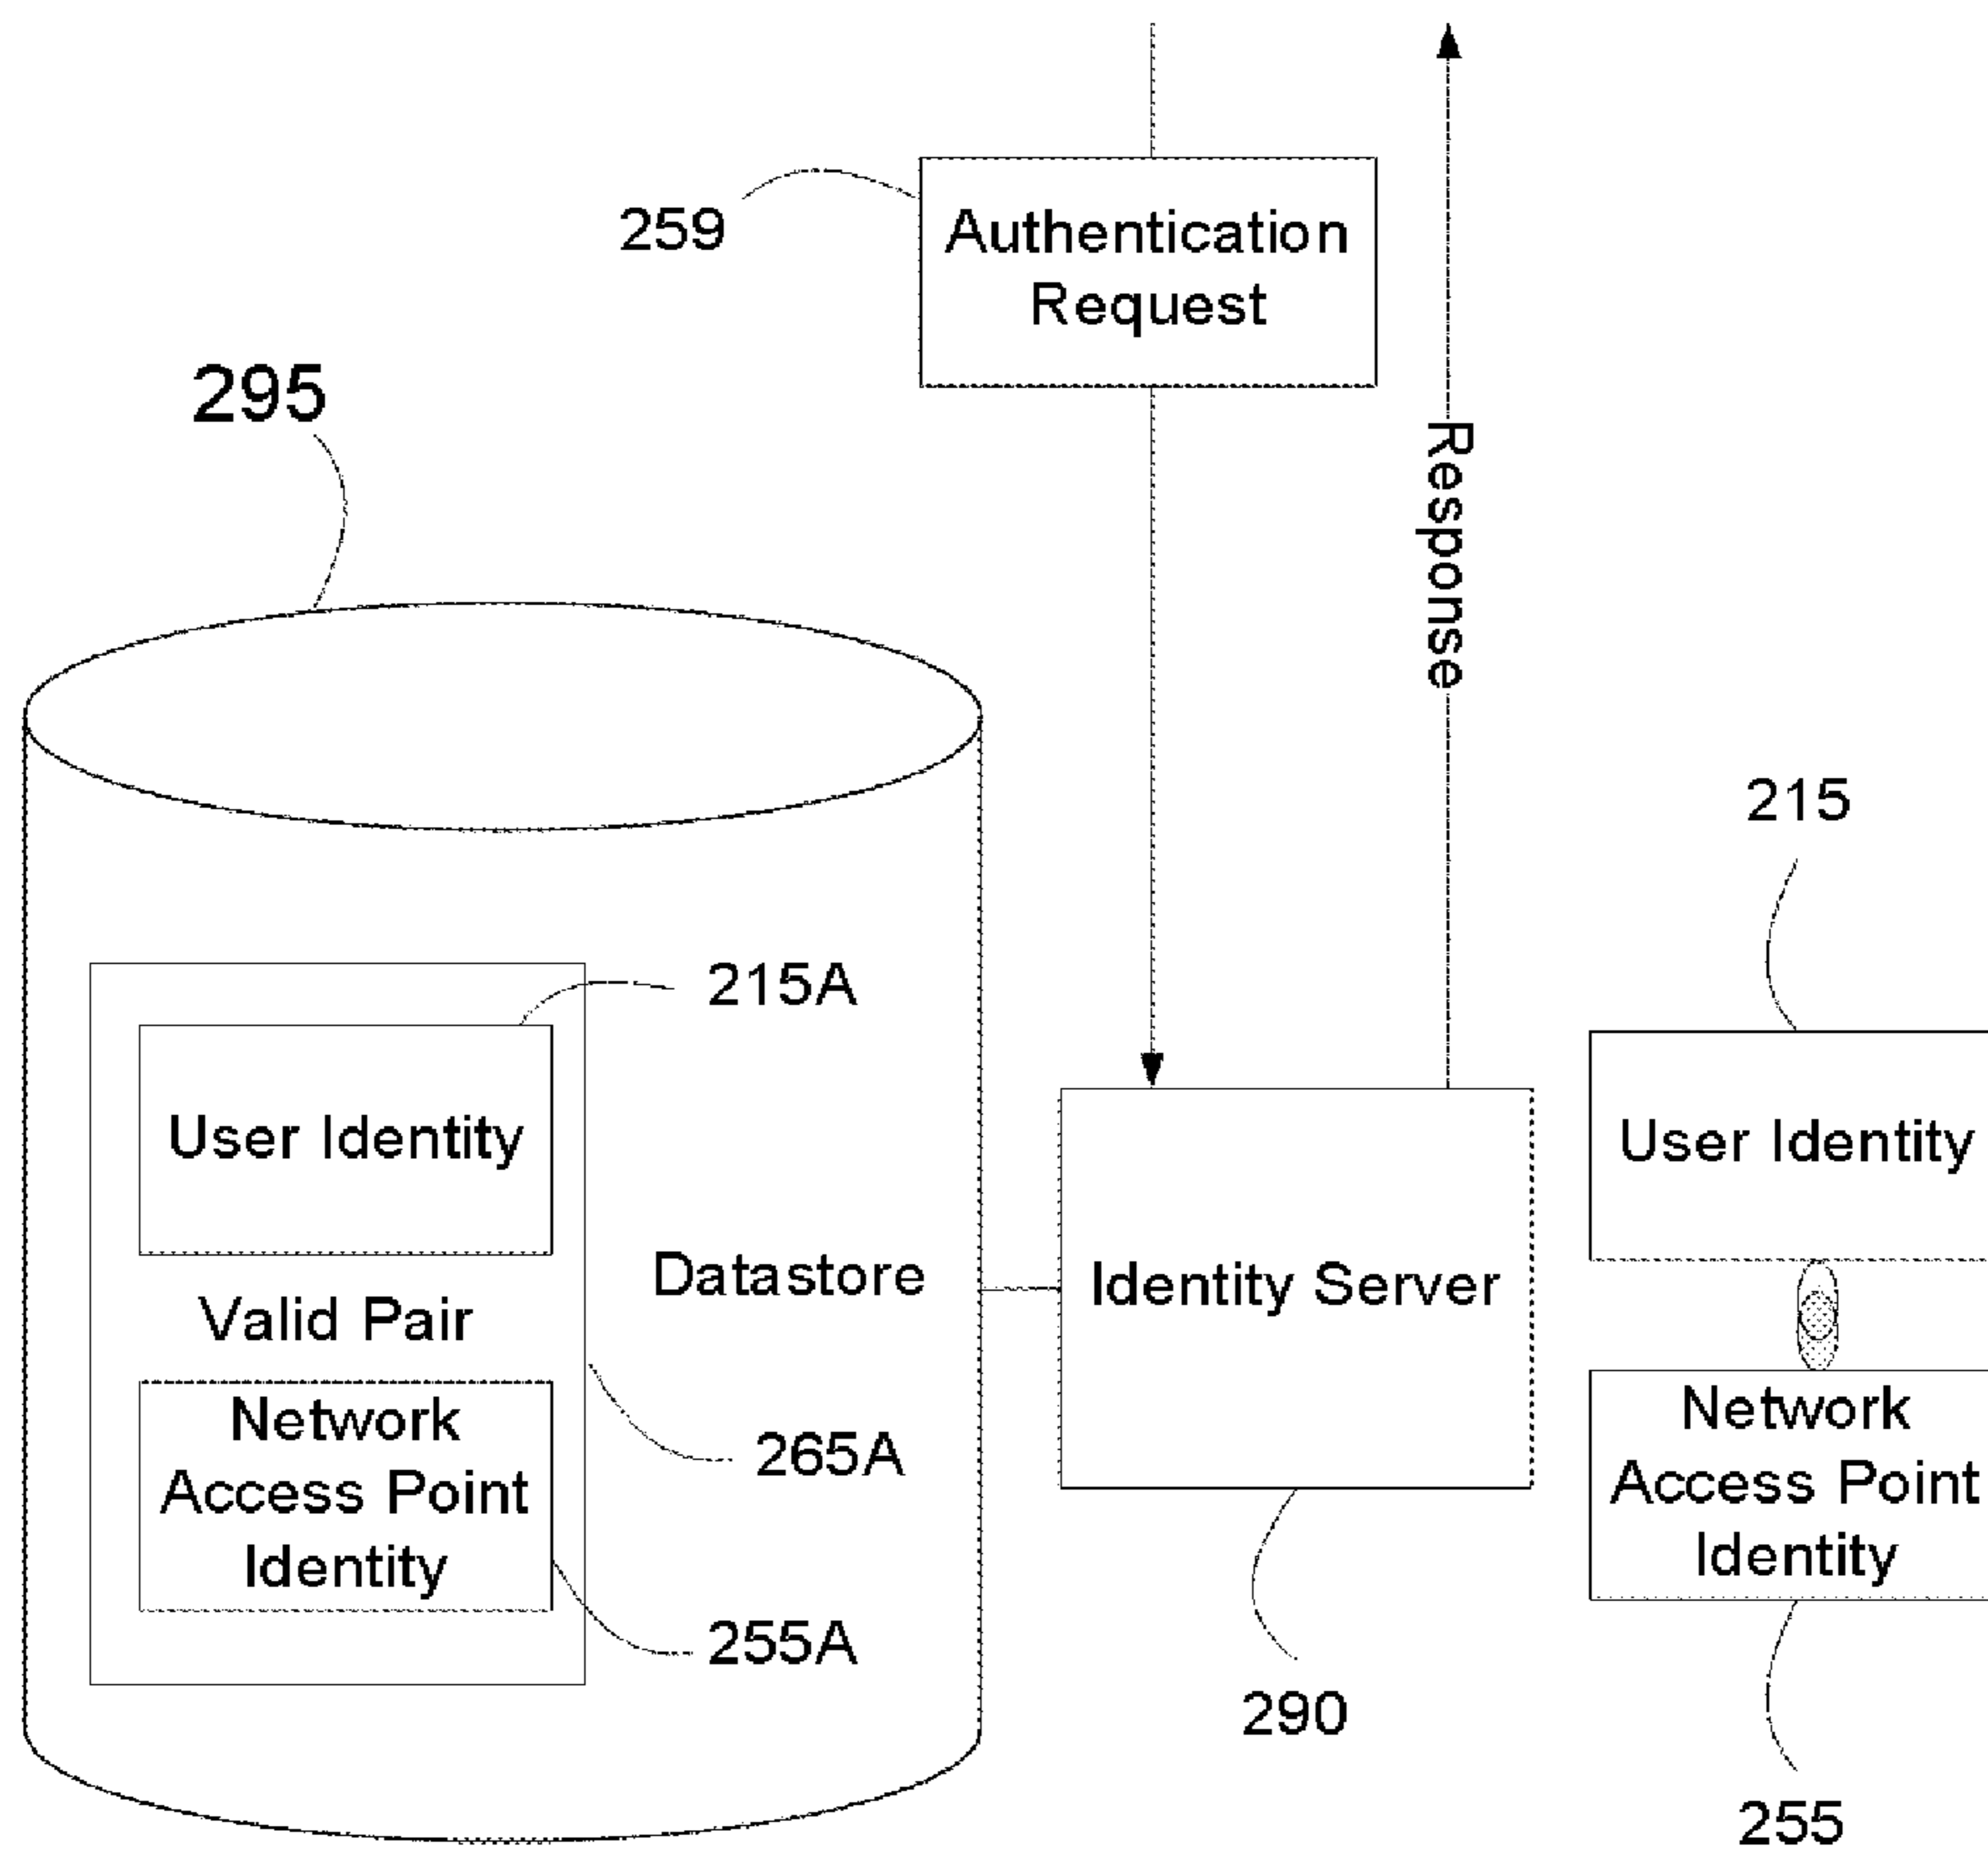 259
Authentication
Request
295
Response
215
215A
User Identity
User Identity
Datastore
Identity Server
Valid Pair
Network
Access Point
Identity
Network
Access Point
Identity
265A
255A
290
255